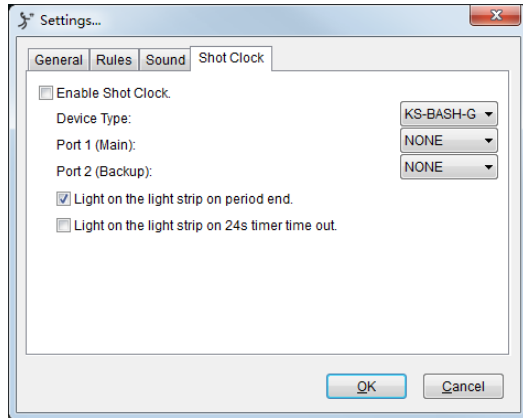 Settings...
General Rules Sound Shot Clock
Enable Shot Clock.
Device Type: KS-BASH-G
Port 1 (Main): NONE
Port 2 (Backup): NONE
Light on the light strip on period end.
Light on the light strip on 24s timer time out.
OK Cancel